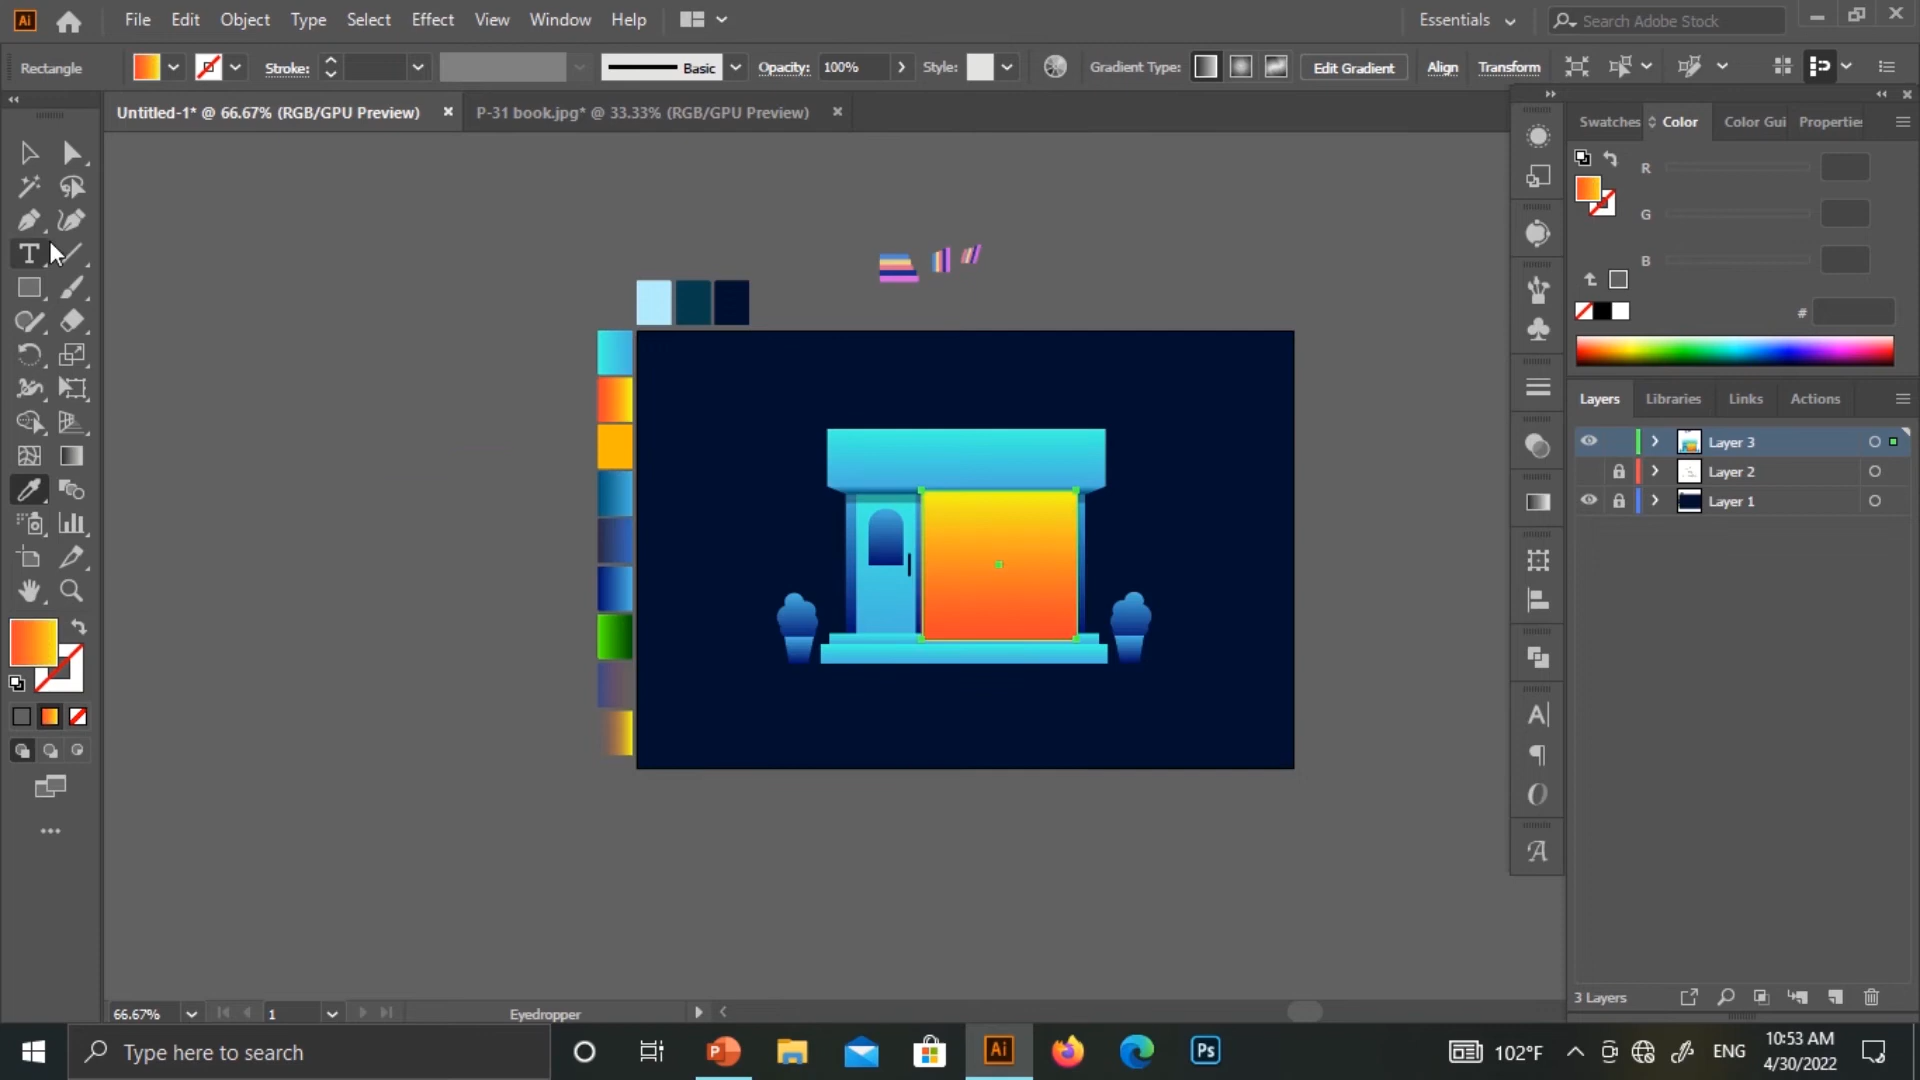 Ai File Edit Object Type Select Effect View Window Help Essentials Search Adobe Stock
Rectangle Stroke: Basic Opacity: 100% Style: Gradient Type: Edit Gradient Align Transform
Untitled-1* @ 66.67% (RGB/GPU Preview) × P-31 book.jpg* @ 33.33% (RGB/GPU Preview) ×
Swatches Color Color Gui Propertie
R
G
B
#
Layers Libraries Links Actions
Layer 3
Layer 2
Layer 1
3 Layers
66.67% 1 Eyedropper
Type here to search Ai Ps 102°F ENG 10:53 AM
4/30/2022